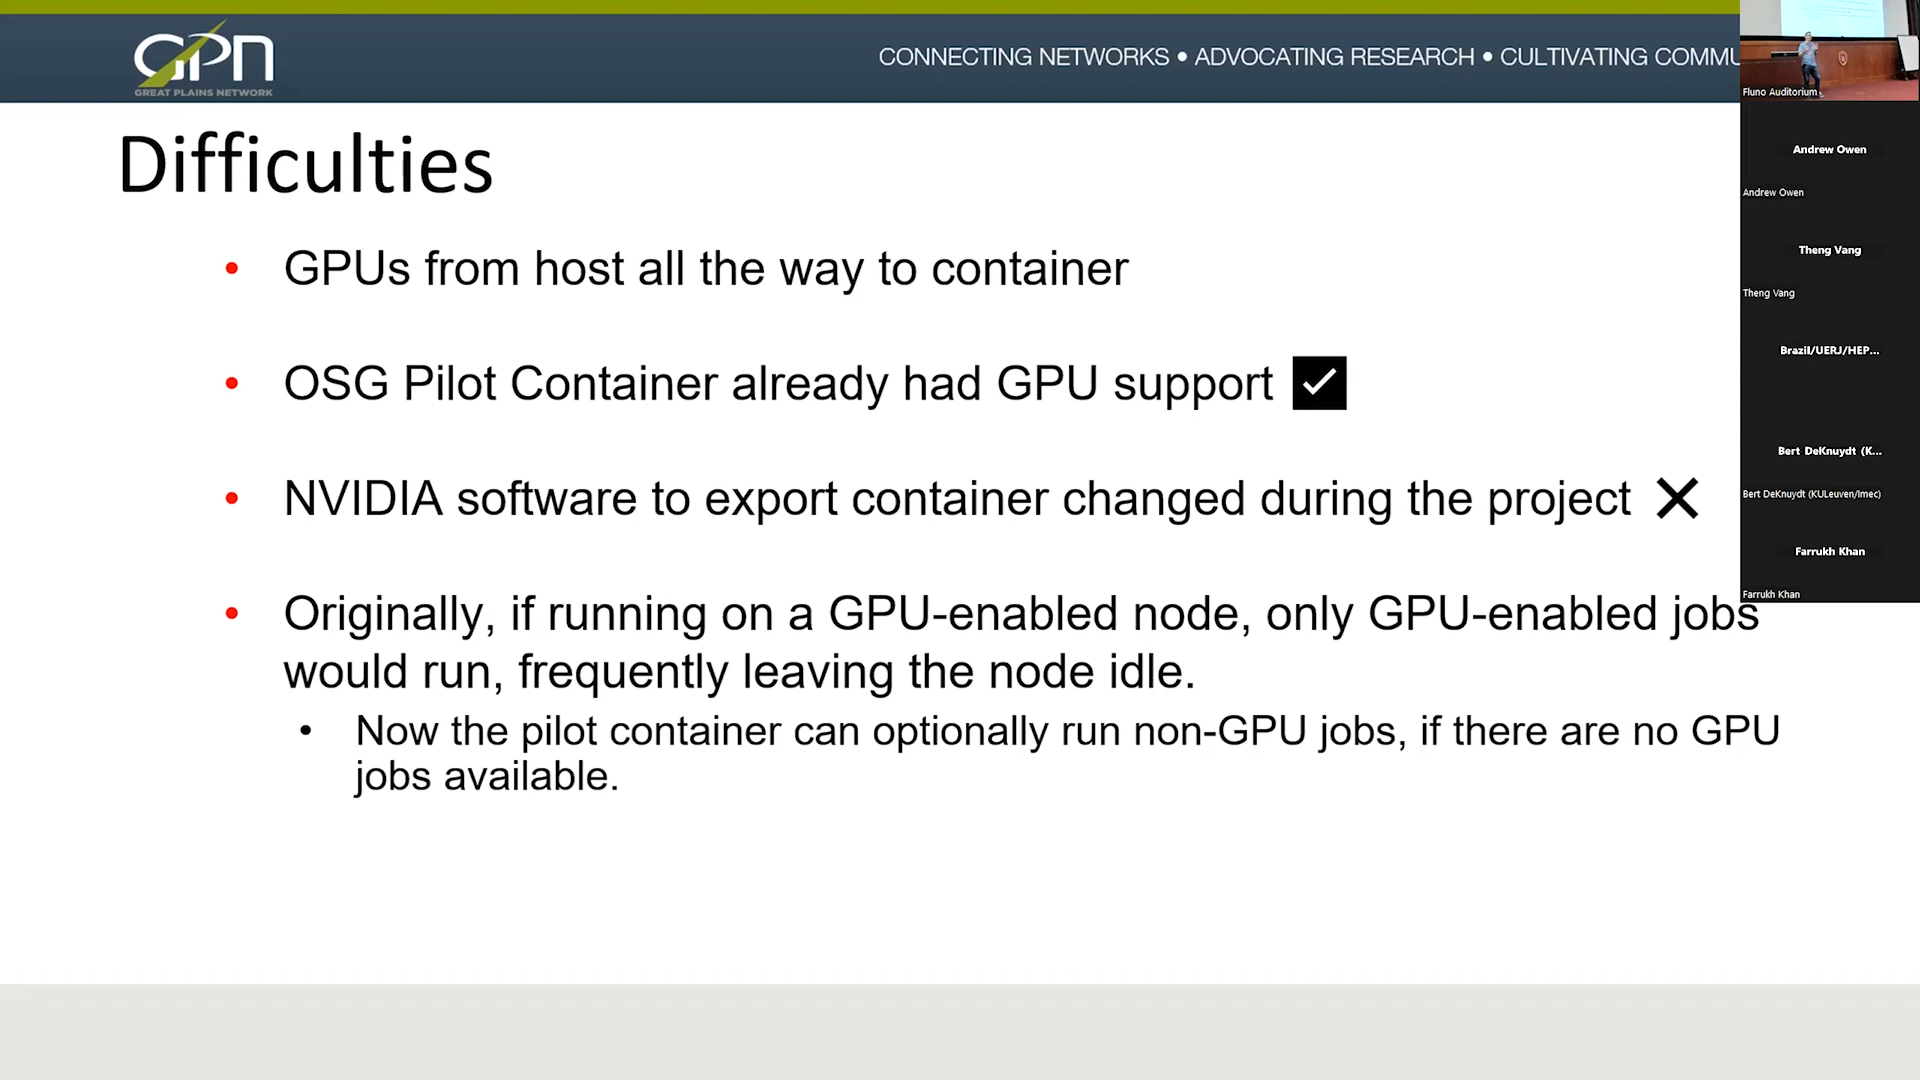 GPN
GREAT PLAINS NETWORK
CONNECTING NETWORKS • ADVOCATING RESEARCH • CULTIVATING COMMU
Difficulties
• GPUs from host all the way to container
• OSG Pilot Container already had GPU support
• NVIDIA software to export container changed during the project
• Originally, if running on a GPU-enabled node, only GPU-enabled jobs
would run, frequently leaving the node idle.
• Now the pilot container can optionally run non-GPU jobs, if there are no GPU
jobs available.
Fluno Auditorium
Andrew Owen
Andrew Owen
Theng Vang
Theng Vang
Brazil/UERJ/HEP...
Bert DeKnuydt (K...
Bert DeKnuydt (KULeuven/Imec)
Farrukh Khan
Farrukh Khan